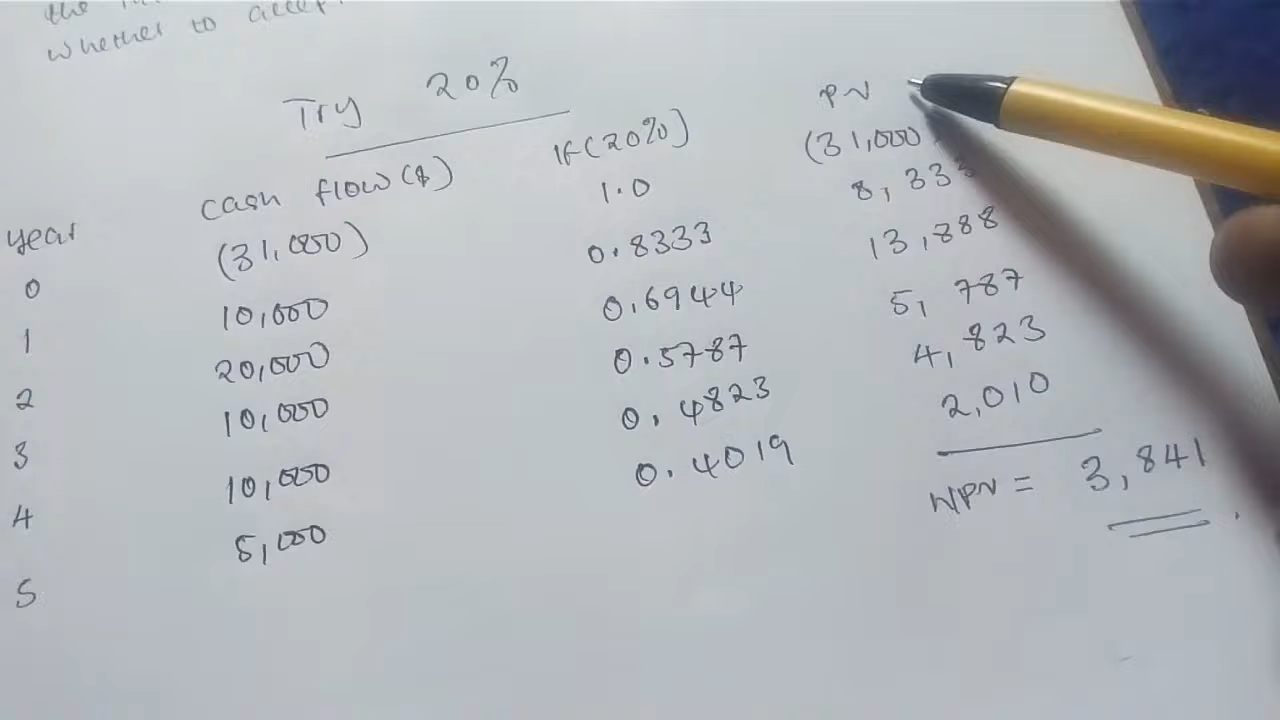 the
whether to accep
Try 20%
year cash flow($) IF(20%) PV
0 (31,000) 1.0 (31,000
1 10,000 0.8333 8,333
2 20,000 0.6944 13,888
3 10,000 0.5787 5,787
4 10,000 0.4823 4,823
5 5,000 0.4019 2,010
NPV = 3,841